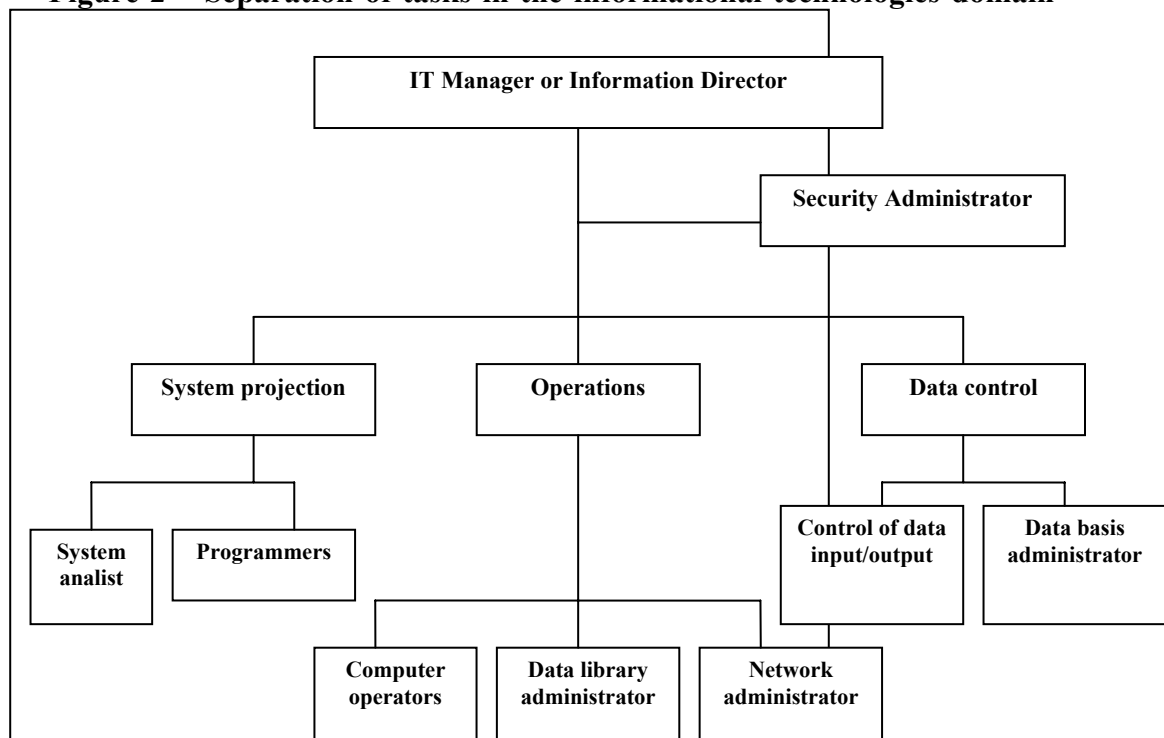 Figure 2 – Separation of tasks in the informational technologies domain
IT Manager or Information Director
Security Administrator
System projection
Operations
Data control
System
analist
Programmers
Control of data
input/output
Data basis
administrator
Computer
operators
Data library
administrator
Network
administrator